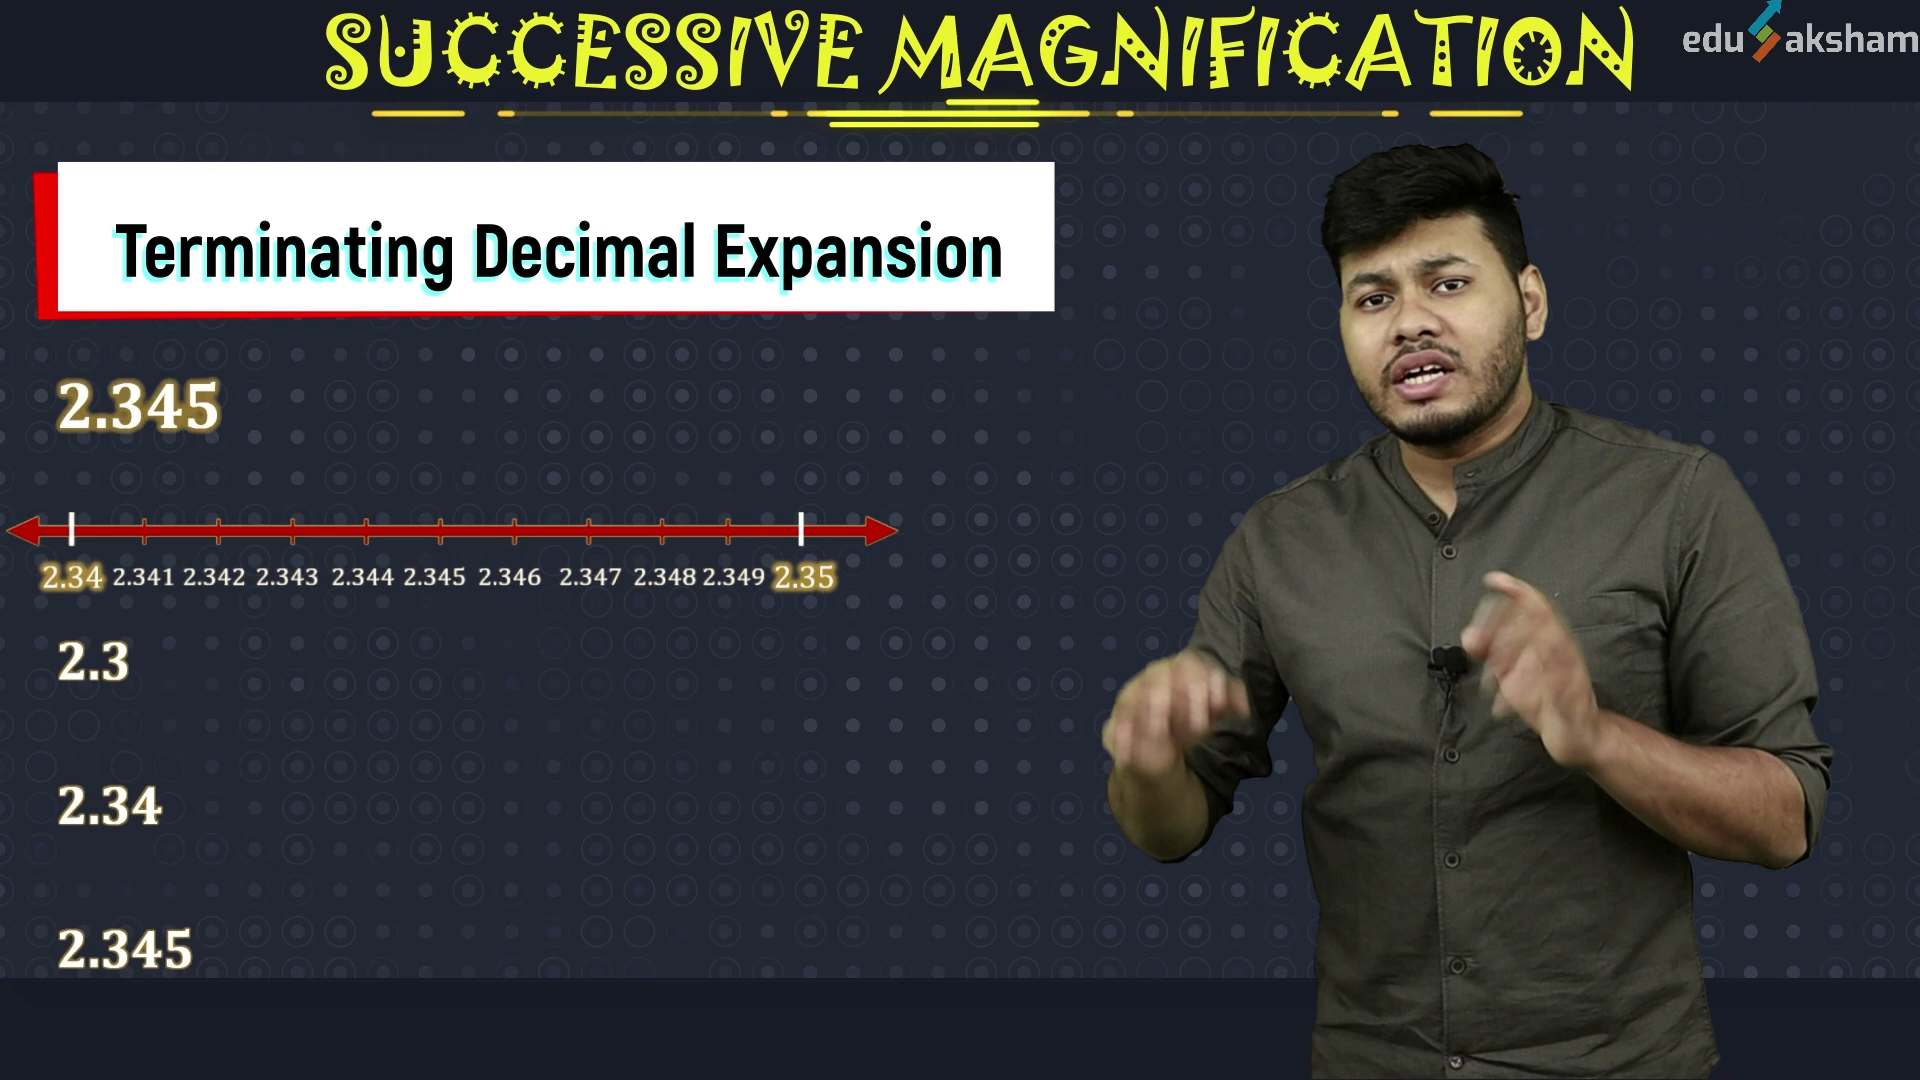 SUCCESSIVE MAGNIFICATION
edu aksham
Terminating Decimal Expansion
2.345
2.34 2.341 2.342 2.343 2.344 2.345 2.346 2.347 2.348 2.349 2.35
2.3
2.34
2.345